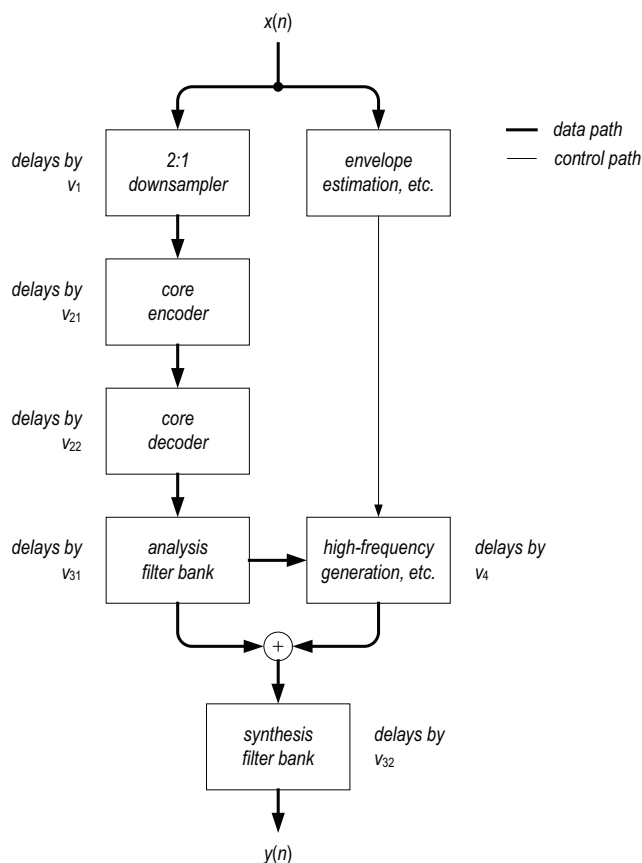 x(n)
delays by
v1
2:1
downsampler
envelope
estimation, etc.
data path
control path
delays by
v21
core
encoder
delays by
v22
core
decoder
delays by
v31
analysis
filter bank
high-frequency
generation, etc.
delays by
v4
+
synthesis
filter bank
delays by
v32
y(n)